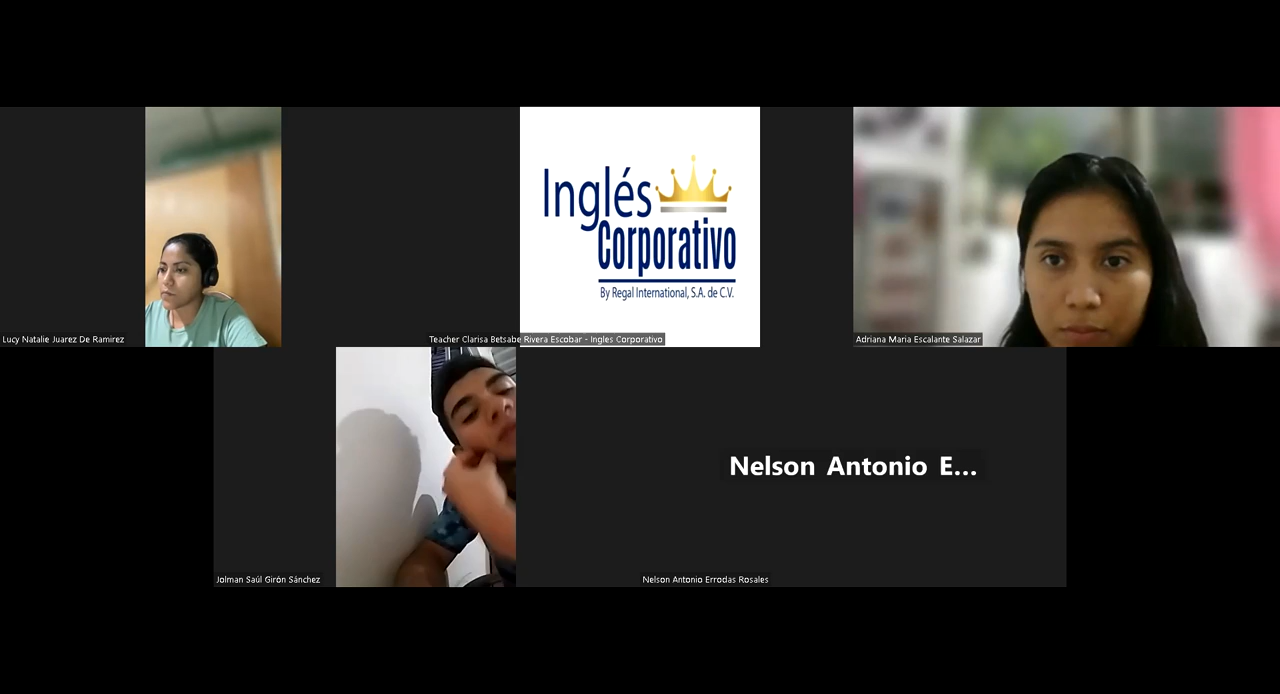 Inglés
Corporativo
By Regal International, S.A. de C.V.
Lucy Natalie Juarez De Ramirez
Teacher Clarisa Betsabe Rivera Escobar - Ingles Corporativo
Adriana Maria Escalante Salazar
Nelson Antonio E...
Jolman Saúl Girón Sánchez
Nelson Antonio Errodas Rosales